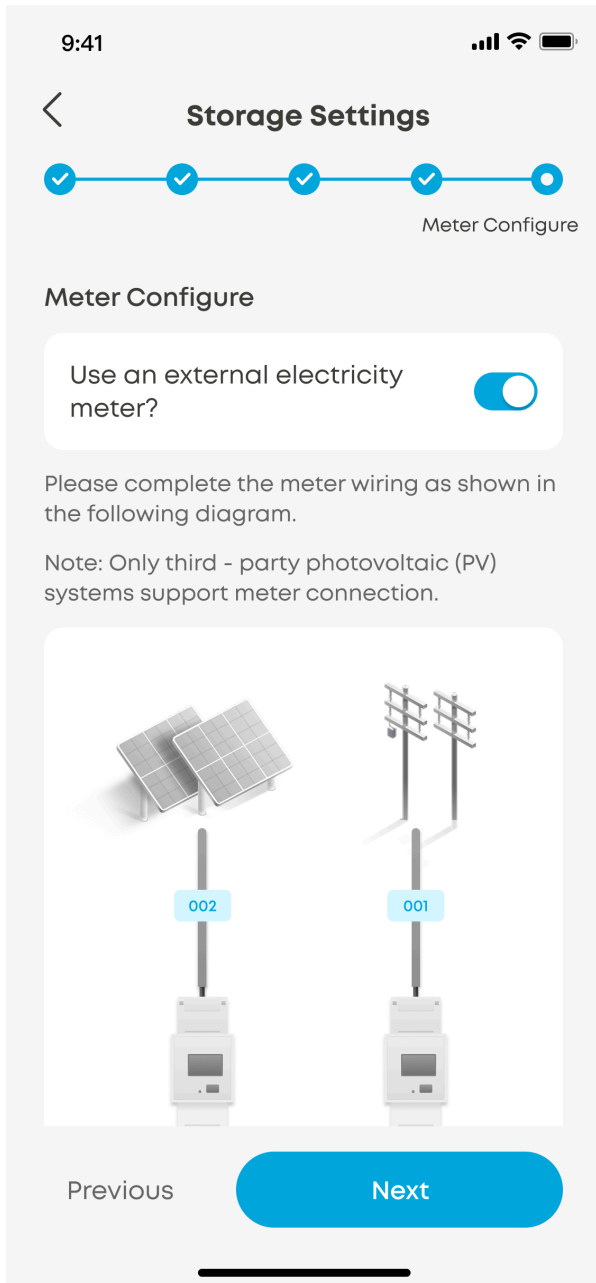 9:41
Storage Settings
Meter Configure
Meter Configure
Use an external electricity
meter?
Please complete the meter wiring as shown in
the following diagram.
Note: Only third - party photovoltaic (PV)
systems support meter connection.
002
001
Previous
Next